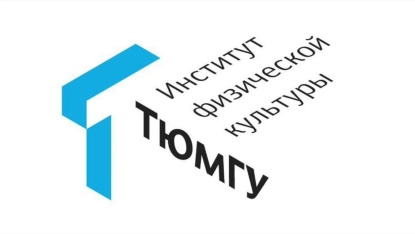 Институт
физической
культуры
ТЮМГУ